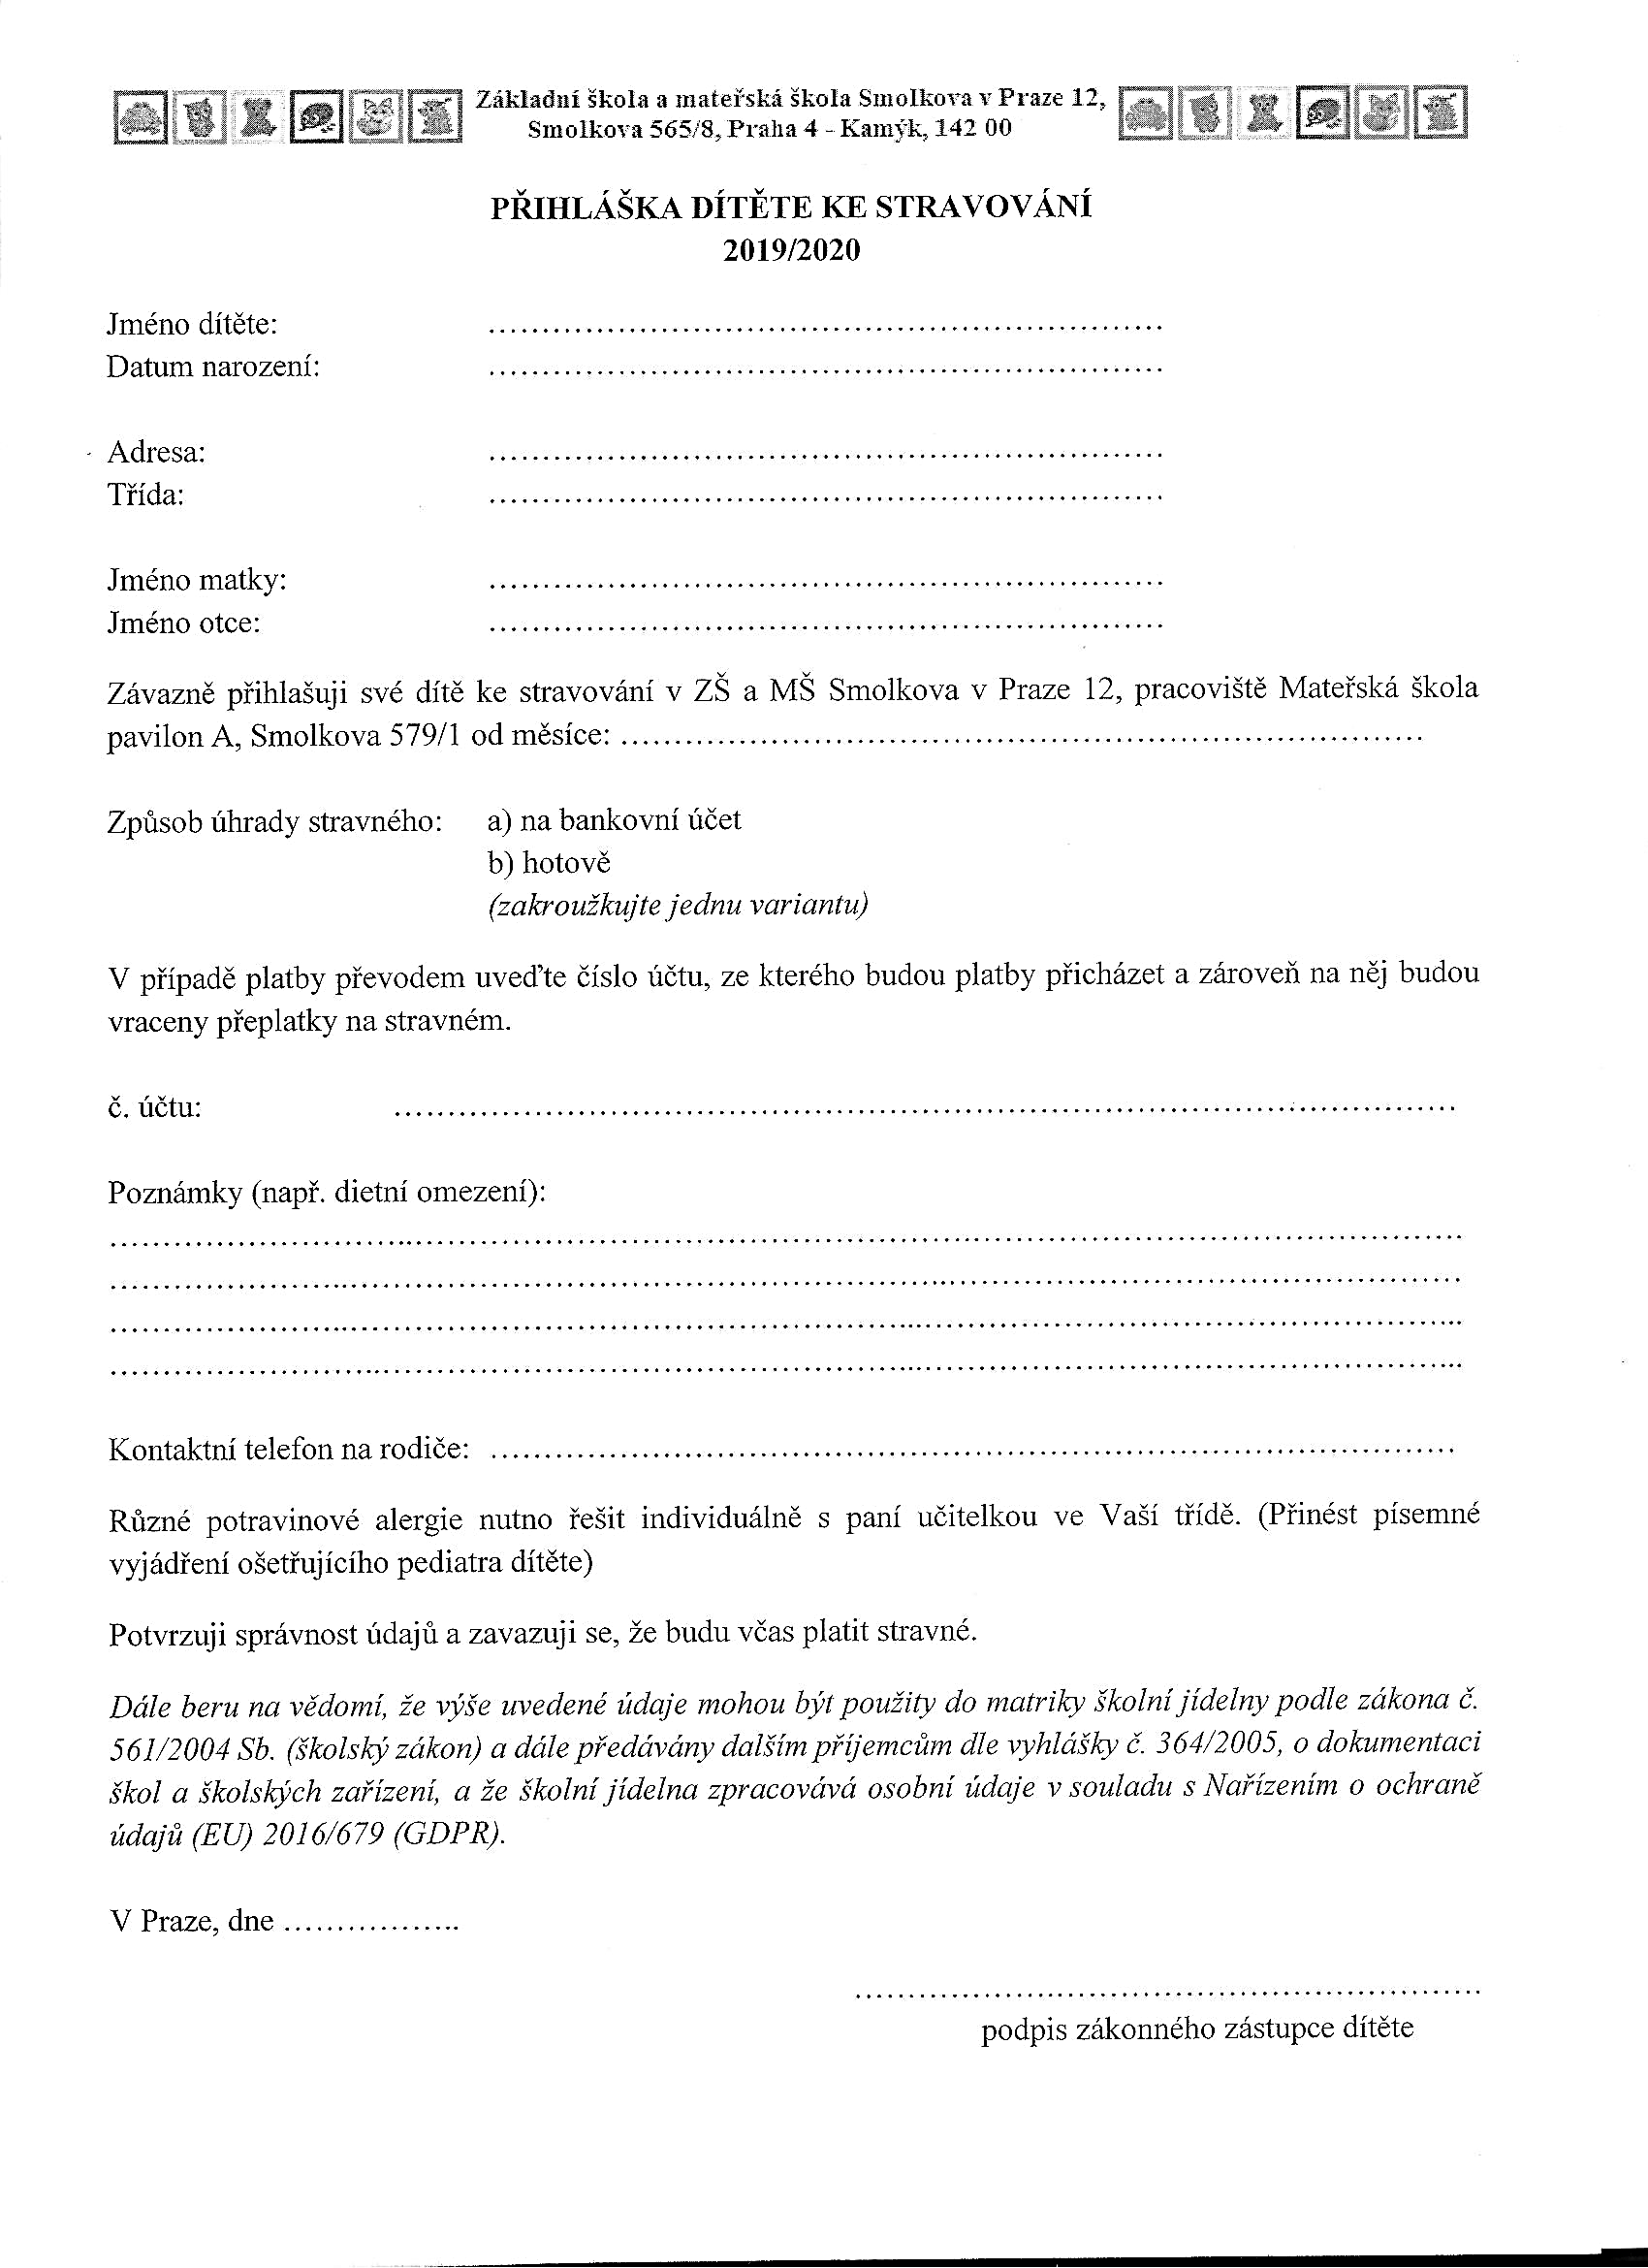 Základní škola a mateřská škola Smolkova v Praze 12,
Smolkova 565/8, Praha 4 - Kamýk, 142 00
PŘIHLÁŠKA DÍTĚTE KE STRAVOVÁNÍ
2019/2020
Jméno dítěte: ........................................................................
Datum narození: ........................................................................
Adresa: ........................................................................
Třída: ........................................................................
Jméno matky: ........................................................................
Jméno otce: ........................................................................
Závazně přihlašuji své dítě ke stravování v ZŠ a MŠ Smolkova v Praze 12, pracoviště Mateřská škola
pavilon A, Smolkova 579/1 od měsíce: ........................................................................
Způsob úhrady stravného: a) na bankovní účet
b) hotově
(zakroužkujte jednu variantu)
V případě platby převodem uveďte číslo účtu, ze kterého budou platby přicházet a zároveň na něj budou
vraceny přeplatky na stravném.
č. účtu: ........................................................................
Poznámky (např. dietní omezení):
........................................................................
........................................................................
........................................................................
........................................................................
Kontaktní telefon na rodiče: ........................................................................
Různé potravinové alergie nutno řešit individuálně s paní učitelkou ve Vaší třídě. (Přinést písemné
vyjádření ošetřujícího pediatra dítěte)
Potvrzuji správnost údajů a zavazuji se, že budu včas platit stravné.
Dále beru na vědomí, že výše uvedené údaje mohou být použity do matriky školní jídelny podle zákona č.
561/2004 Sb. (školský zákon) a dále předávány dalším příjemcům dle vyhlášky č. 364/2005, o dokumentaci
škol a školských zařízení, a že školní jídelna zpracovává osobní údaje v souladu s Nařízením o ochraně
údajů (EU) 2016/679 (GDPR).
V Praze, dne .................
........................................................................
podpis zákonného zástupce dítěte